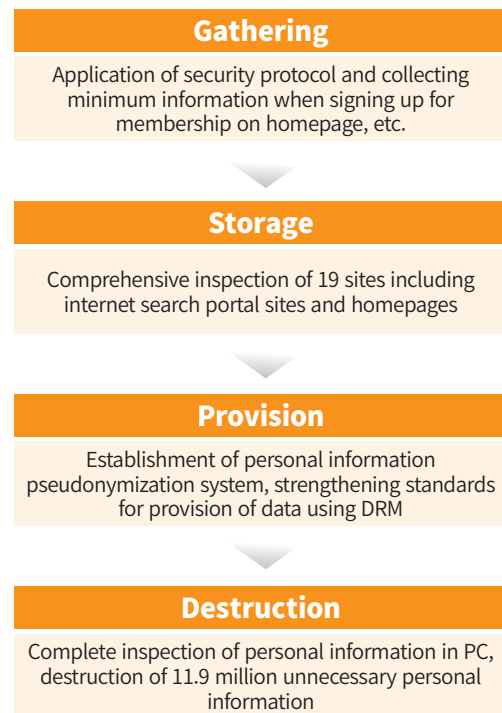 Gathering
Application of security protocol and collecting
minimum information when signing up for
membership on homepage, etc.
Storage
Comprehensive inspection of 19 sites including
internet search portal sites and homepages
Provision
Establishment of personal information
pseudonymization system, strengthening standards
for provision of data using DRM
Destruction
Complete inspection of personal information in PC,
destruction of 11.9 million unnecessary personal
information